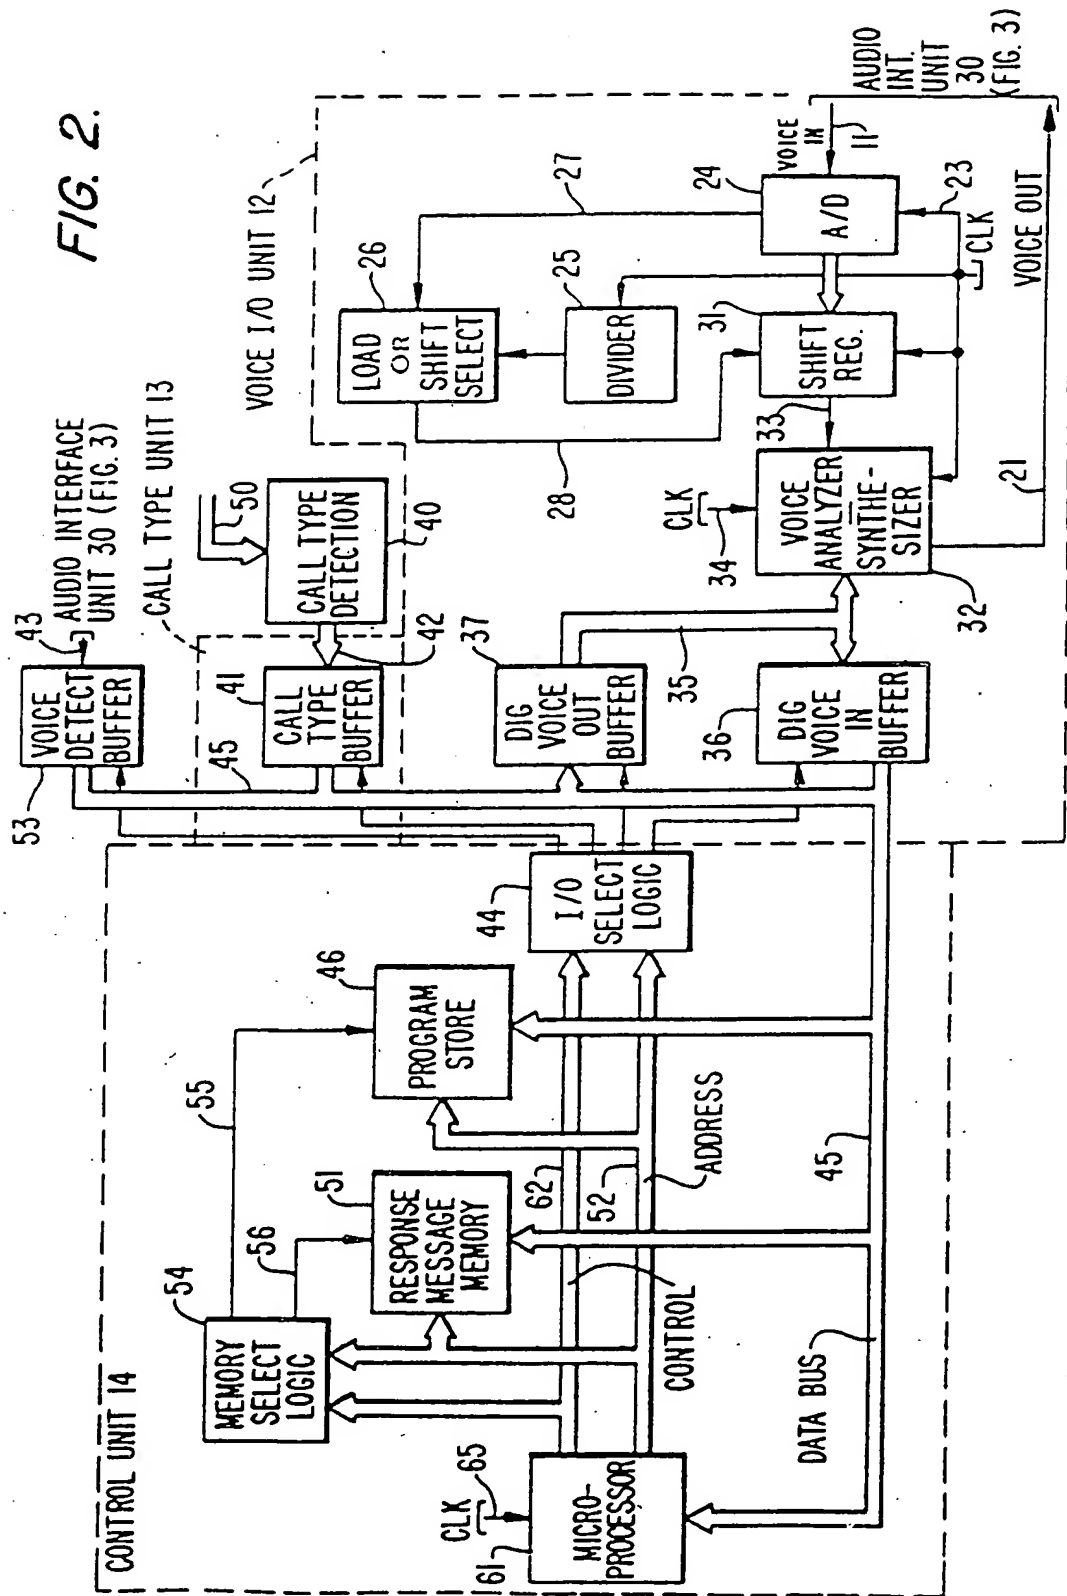 FIG. 2.
CONTROL UNIT 14
54
MEMORY
SELECT
LOGIC
55
56
51
RESPONSE
MESSAGE
MEMORY
46
PROGRAM
STORE
CLK
65
61
MICRO-
PROCESSOR
62
52
CONTROL
ADDRESS
44
I/O
SELECT
LOGIC
DATA BUS
45
53
VOICE
DETECT
BUFFER
43
AUDIO INTERFACE
UNIT 30 (FIG. 3)
45
CALL TYPE UNIT 13
41
CALL
TYPE
BUFFER
42
50
CALL TYPE
DETECTION
40
VOICE I/O UNIT 12
37
DIG
VOICE
OUT
BUFFER
35
36
DIG
VOICE
IN
BUFFER
CLK
34
VOICE
ANALYZER
SYNTHE-
SIZER
32
33
28
26
LOAD
OR
SHIFT
SELECT
27
25
DIVIDER
31
SHIFT
REG.
24
A/D
VOICE
IN
11
23
CLK
21
VOICE OUT
AUDIO
INT.
UNIT
30
(FIG. 3)